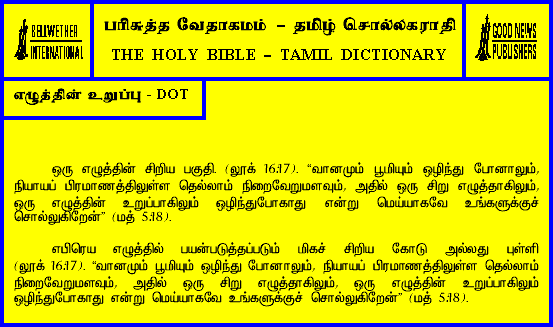 BELLWETHER
INTERNATIONAL
பரிசுத்த வேதாகமம் – தமிழ் சொல்லகராதி
THE HOLY BIBLE – TAMIL DICTIONARY
GOOD NEWS
PUBLISHERS
எழுத்தின் உறுப்பு - DOT
ஒரு எழுத்தின் சிறிய பகுதி. (லூக் 16:17). “வானமும் பூமியும் ஒழிந்து போனாலும்,
நியாயப் பிரமாணத்திலுள்ள தெல்லாம் நிறைவேறுமளவும், அதில் ஒரு சிறு எழுத்தாகிலும்,
ஒரு எழுத்தின் உறுப்பாகிலும் ஒழிந்துபோகாது என்று மெய்யாகவே உங்களுக்குச்
சொல்லுகிறேன்” (மத் 5:18).
எபிரெய எழுத்தில் பயன்படுத்தப்படும் மிகச் சிறிய கோடு அல்லது புள்ளி
(லூக் 16:17). “வானமும் பூமியும் ஒழிந்து போனாலும், நியாயப் பிரமாணத்திலுள்ள தெல்லாம்
நிறைவேறுமளவும், அதில் ஒரு சிறு எழுத்தாகிலும், ஒரு எழுத்தின் உறுப்பாகிலும்
ஒழிந்துபோகாது என்று மெய்யாகவே உங்களுக்குச் சொல்லுகிறேன்” (மத் 5:18).